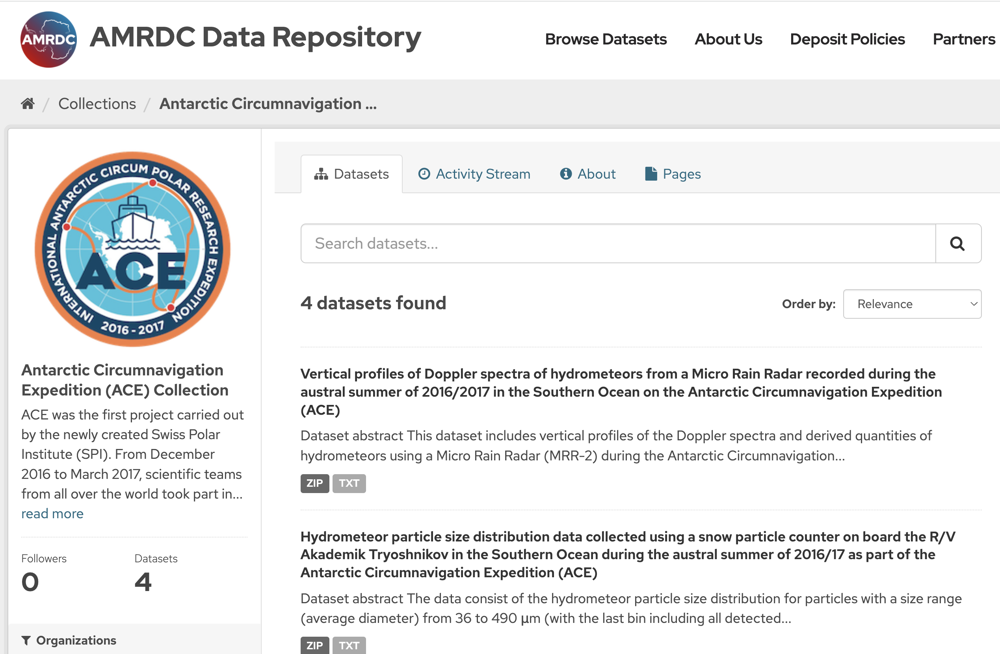 AMRDC
AMRDC Data Repository
Browse Datasets
About Us
Deposit Policies
Partners
/ Collections / Antarctic Circumnavigation ...
INTERNATIONAL ANTARCTIC CIRCUM POLAR RESEARCH EXPEDITION
ACE
2016 - 2017
Antarctic Circumnavigation
Expedition (ACE) Collection
ACE was the first project carried out
by the newly created Swiss Polar
Institute (SPI). From December
2016 to March 2017, scientific teams
from all over the world took part in...
read more
Followers
0
Datasets
4
Organizations
Datasets
Activity Stream
About
Pages
Search datasets...
4 datasets found
Order by:
Relevance
Vertical profiles of Doppler spectra of hydrometeors from a Micro Rain Radar recorded during the
austral summer of 2016/2017 in the Southern Ocean on the Antarctic Circumnavigation Expedition
(ACE)
Dataset abstract This dataset includes vertical profiles of the Doppler spectra and derived quantities of
hydrometeors using a Micro Rain Radar (MRR-2) during the Antarctic Circumnavigation...
ZIP TXT
Hydrometeor particle size distribution data collected using a snow particle counter on board the R/V
Akademik Tryoshnikov in the Southern Ocean during the austral summer of 2016/17 as part of the
Antarctic Circumnavigation Expedition (ACE)
Dataset abstract The data consist of the hydrometeor particle size distribution for particles with a size range
(average diameter) from 36 to 490 μm (with the last bin including all detected...
ZIP TXT